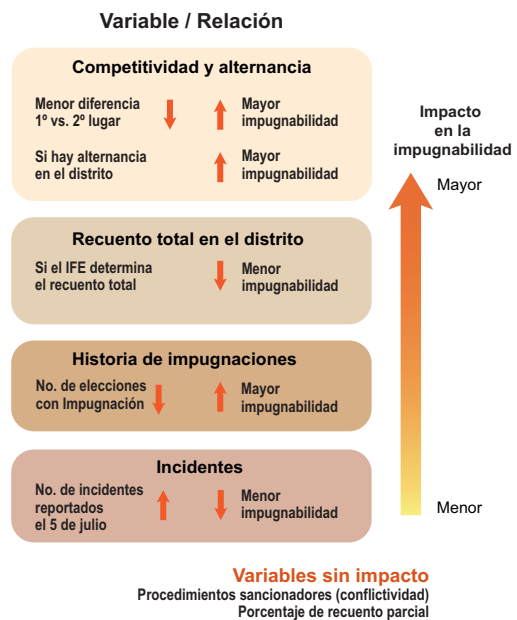 Variable / Relación
Competitividad y alternancia
Menor diferencia
1º vs. 2º lugar
Mayor
impugnabilidad
Si hay alternancia
en el distrito
Mayor
impugnabilidad
Recuento total en el distrito
Si el IFE determina
el recuento total
Menor
impugnabilidad
Historia de impugnaciones
No. de elecciones
con Impugnación
Mayor
impugnabilidad
Incidentes
No. de incidentes
reportados
el 5 de julio
Menor
impugnabilidad
Impacto
en la
impugnabilidad
Mayor
Menor
Variables sin impacto
Procedimientos sancionadores (conflictividad)
Porcentaje de recuento parcial